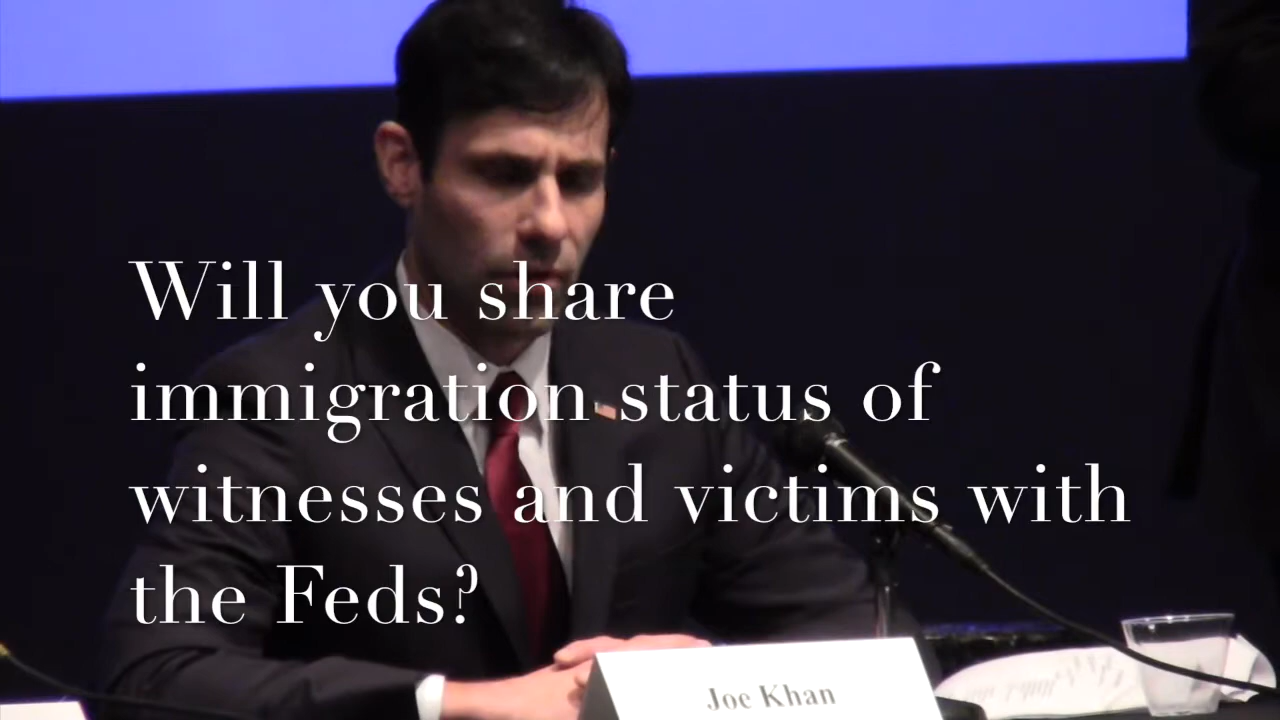 Will you share
immigration status of
witnesses and victims with
the Feds?
Joe Khan